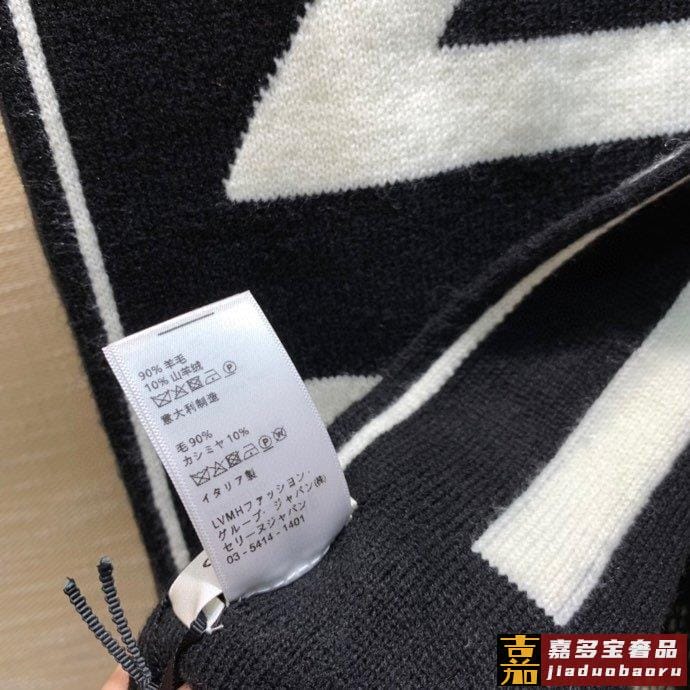 90% 羊毛
10% 山羊绒
意大利制造
毛 90%
カシミヤ 10%
イタリア製
LVMHファッション・
グループ・ジャパン(株)
セリーヌジャパン
03-5414-1401
嘉多宝奢品
jiaduobaoru